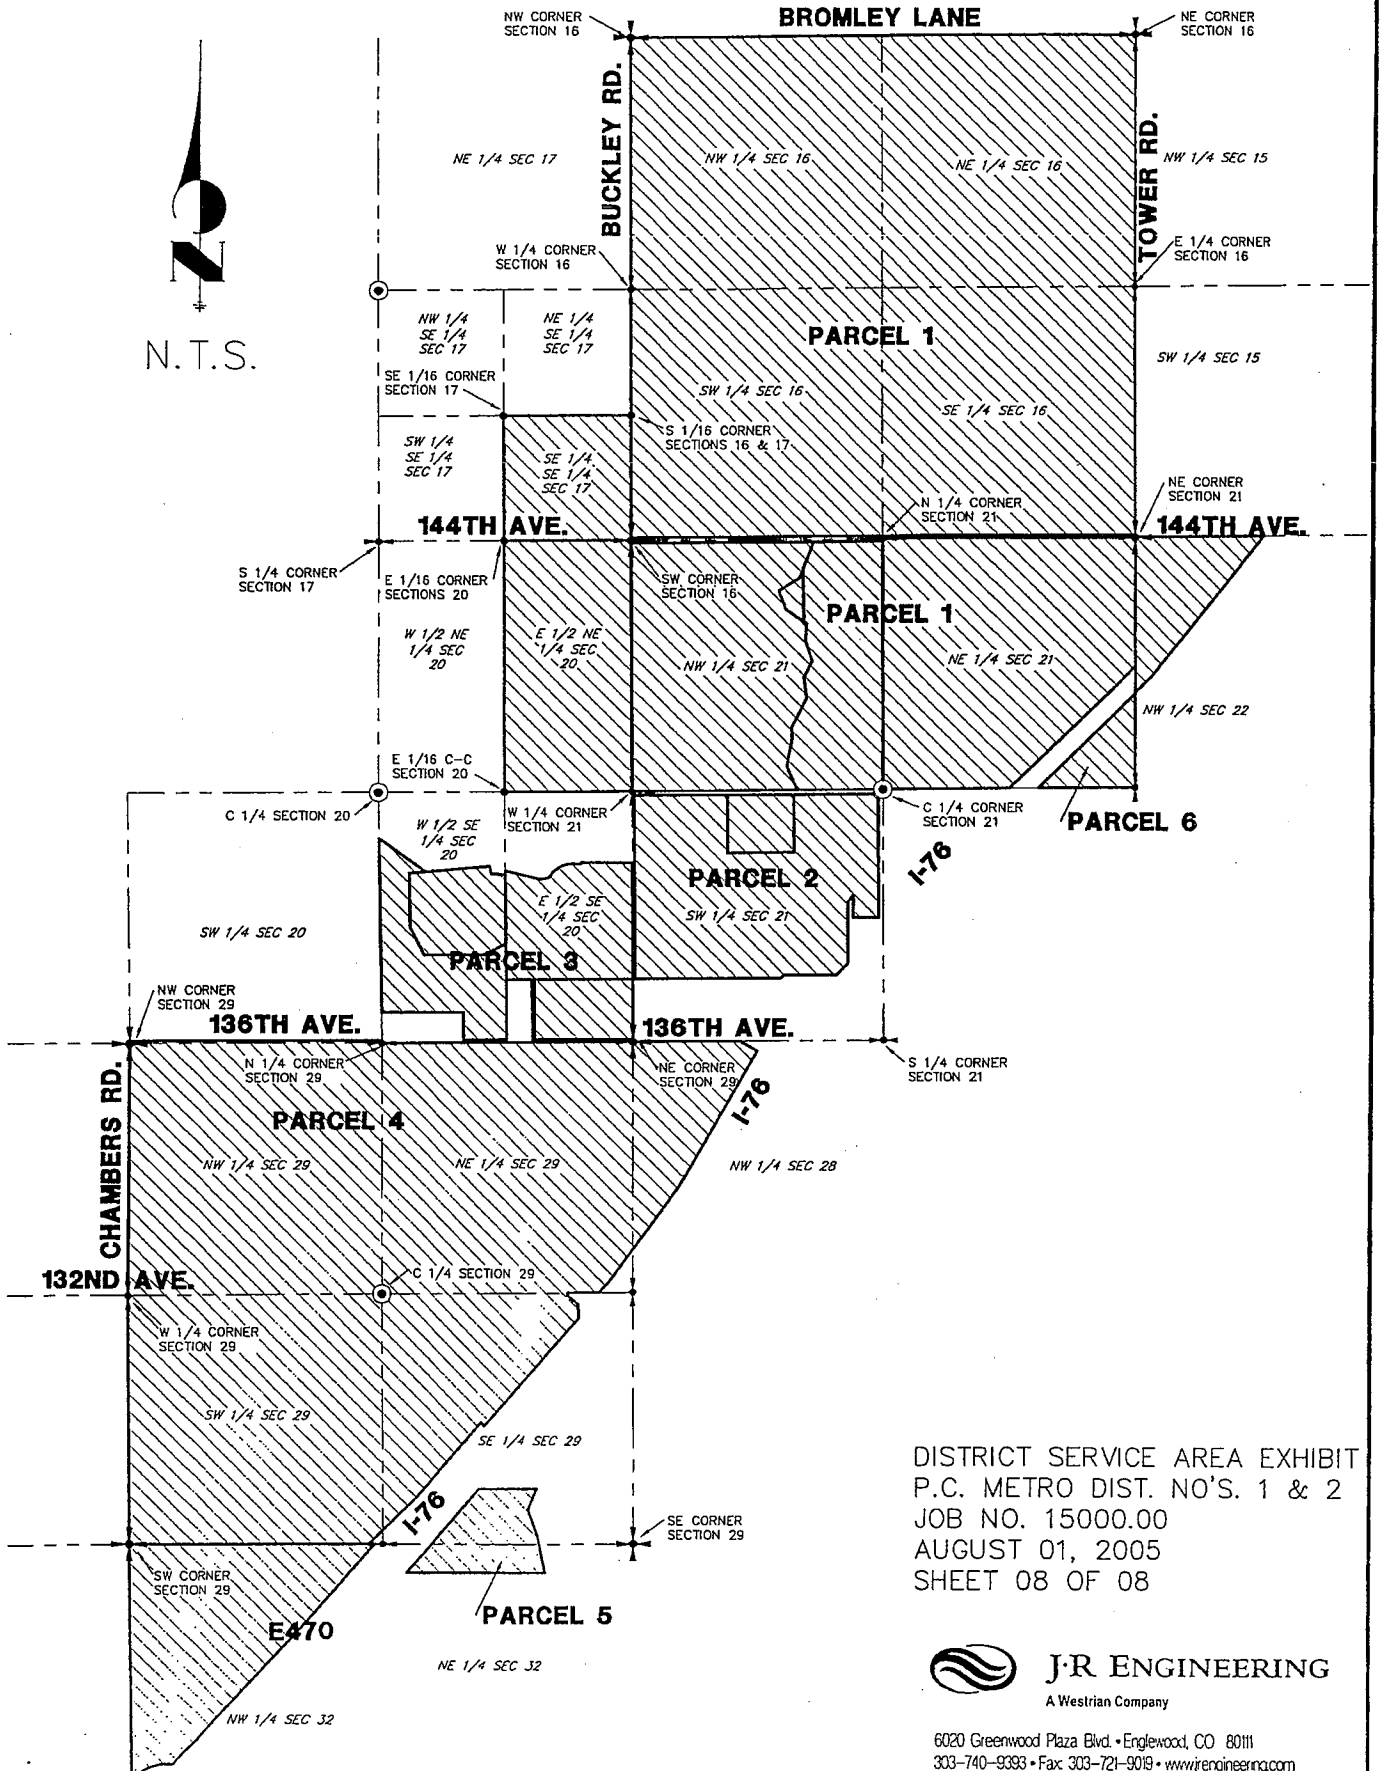 NW CORNER
SECTION 16
BROMLEY LANE
NE CORNER
SECTION 16
BUCKLEY RD.
TOWER RD.
NE 1/4 SEC 17
NW 1/4 SEC 16
NE 1/4 SEC 16
NW 1/4 SEC 15
N
N.T.S.
W 1/4 CORNER
SECTION 16
E 1/4 CORNER
SECTION 16
NW 1/4
SE 1/4
SEC 17
NE 1/4
SE 1/4
SEC 17
PARCEL 1
SW 1/4 SEC 15
SE 1/16 CORNER
SECTION 17
SW 1/4 SEC 16
SE 1/4 SEC 16
S 1/16 CORNER
SECTIONS 16 & 17
SW 1/4
SE 1/4
SEC 17
SE 1/4
SE 1/4
SEC 17
NE CORNER
SECTION 21
N 1/4 CORNER
SECTION 21
144TH AVE.
144TH AVE.
S 1/4 CORNER
SECTION 17
E 1/16 CORNER
SECTIONS 20
SW CORNER
SECTION 16
PARCEL 1
W 1/2 NE
1/4 SEC
20
E 1/2 NE
1/4 SEC
20
NW 1/4 SEC 21
NE 1/4 SEC 21
NW 1/4 SEC 22
E 1/16 C-C
SECTION 20
C 1/4 SECTION 20
W 1/4 CORNER
SECTION 21
C 1/4 CORNER
SECTION 21
PARCEL 6
W 1/2 SE
1/4 SEC
20
I-76
PARCEL 2
E 1/2 SE
1/4 SEC
20
SW 1/4 SEC 21
SW 1/4 SEC 20
PARCEL 3
NW CORNER
SECTION 29
136TH AVE.
136TH AVE.
N 1/4 CORNER
SECTION 29
NE CORNER
SECTION 29
S 1/4 CORNER
SECTION 21
CHAMBERS RD.
PARCEL 4
I-76
NW 1/4 SEC 29
NE 1/4 SEC 29
NW 1/4 SEC 28
132ND AVE.
C 1/4 SECTION 29
W 1/4 CORNER
SECTION 29
SW 1/4 SEC 29
SE 1/4 SEC 29
I-76
SE CORNER
SECTION 29
SW CORNER
SECTION 29
PARCEL 5
E470
NE 1/4 SEC 32
NW 1/4 SEC 32
DISTRICT SERVICE AREA EXHIBIT
P.C. METRO DIST. NO'S. 1 & 2
JOB NO. 15000.00
AUGUST 01, 2005
SHEET 08 OF 08
J·R ENGINEERING
A Westrian Company
6020 Greenwood Plaza Blvd. • Englewood, CO 80111
303-740-9393 • Fax: 303-721-9019 • www.jrengineering.com